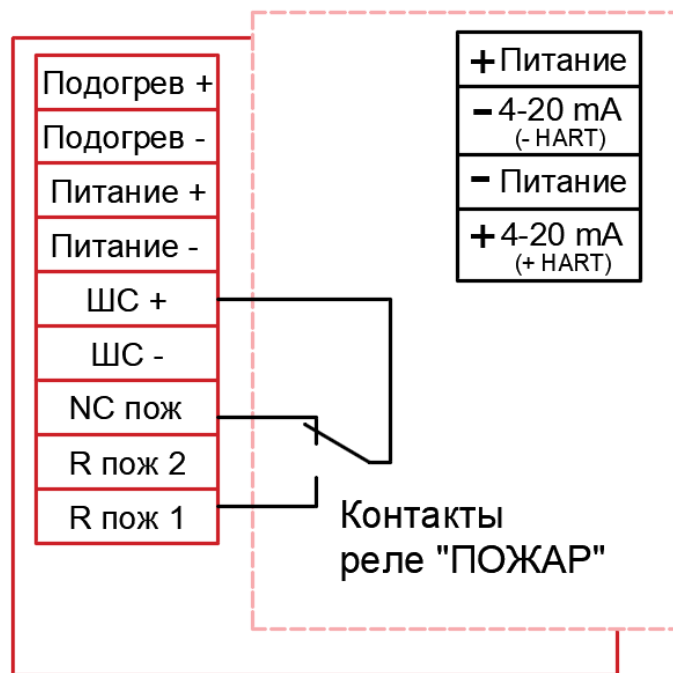 Подогрев +
Подогрев -
Питание +
Питание -
ШС +
ШС -
NC пож
R пож 2
R пож 1
+ Питание
- 4-20 mA
(- HART)
- Питание
+ 4-20 mA
(+ HART)
Контакты
реле "ПОЖАР"